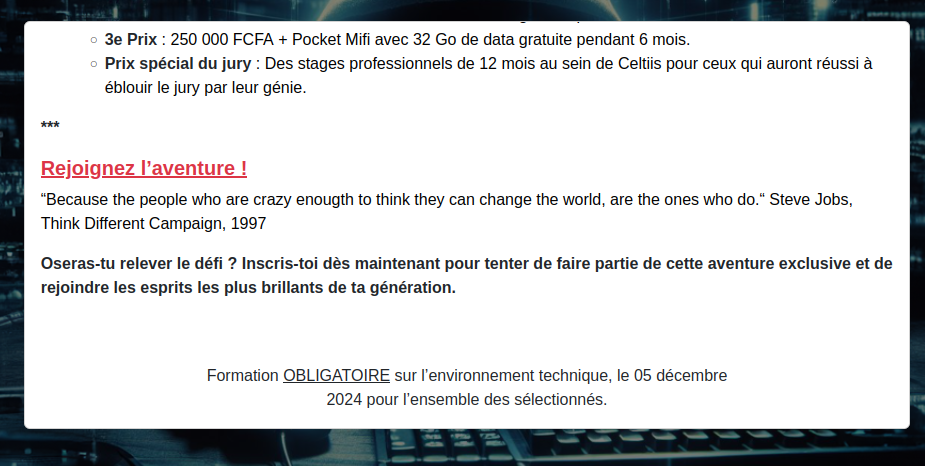 3e Prix : 250 000 FCFA + Pocket Mifi avec 32 Go de data gratuite pendant 6 mois.
Prix spécial du jury : Des stages professionnels de 12 mois au sein de Celtiis pour ceux qui auront réussi à
éblouir le jury par leur génie.
***
Rejoignez l’aventure !
“Because the people who are crazy enougth to think they can change the world, are the ones who do.“ Steve Jobs,
Think Different Campaign, 1997
Oseras-tu relever le défi ? Inscris-toi dès maintenant pour tenter de faire partie de cette aventure exclusive et de
rejoindre les esprits les plus brillants de ta génération.
Formation OBLIGATOIRE sur l’environnement technique, le 05 décembre
2024 pour l’ensemble des sélectionnés.